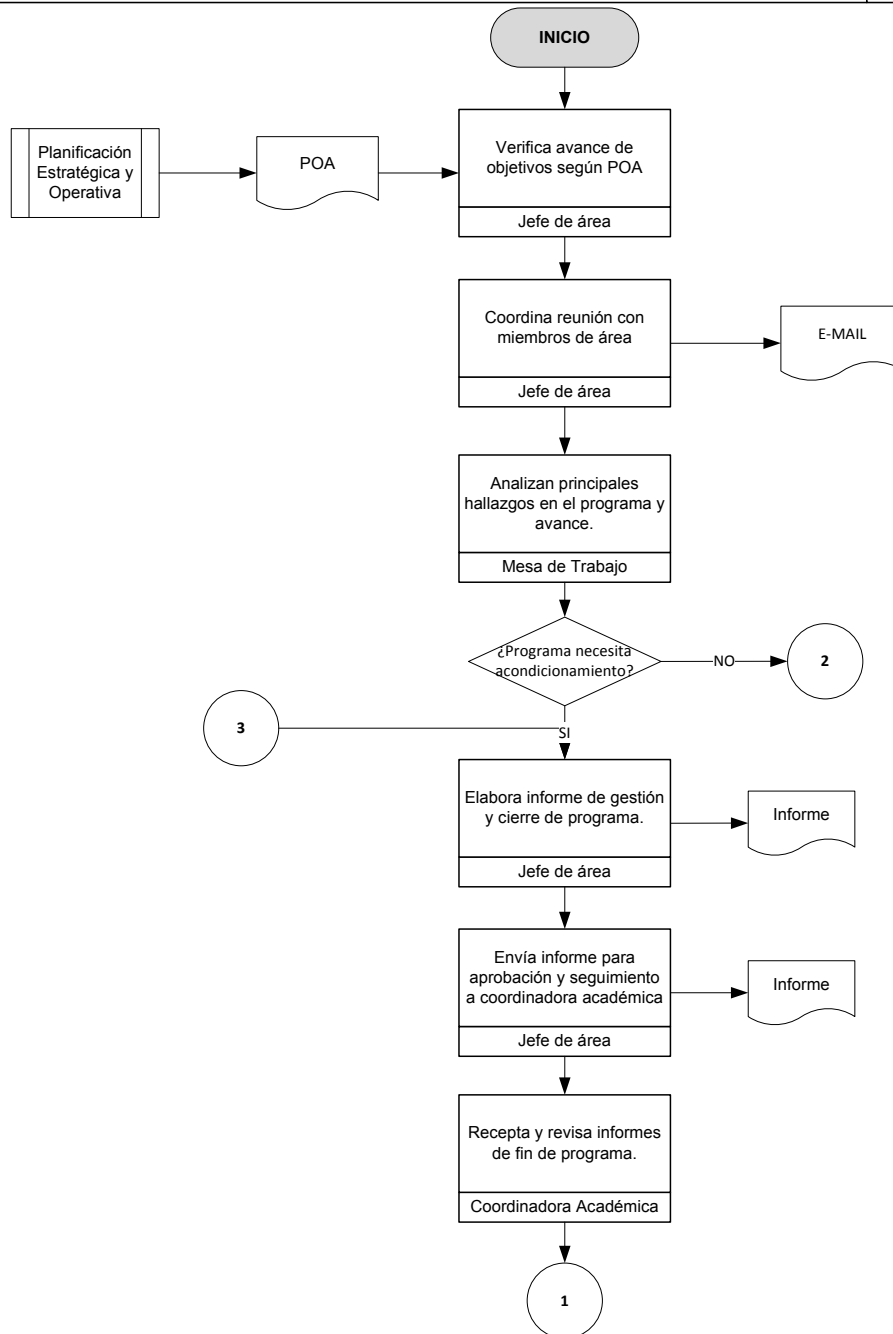 INICIO
Planificación
Estratégica y
Operativa
POA
Verifica avance de
objetivos según POA
Jefe de área
Coordina reunión con
miembros de área
Jefe de área
E-MAIL
Analizan principales
hallazgos en el programa y
avance.
Mesa de Trabajo
¿Programa necesita
acondicionamiento?
NO
2
3
SI
Elabora informe de gestión
y cierre de programa.
Jefe de área
Informe
Envía informe para
aprobación y seguimiento
a coordinadora académica
Jefe de área
Informe
Recepta y revisa informes
de fin de programa.
Coordinadora Académica
1